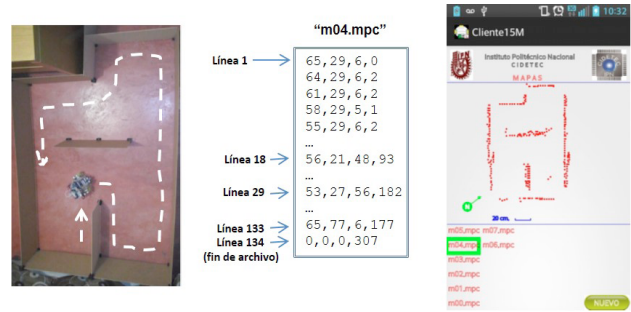 “m04.mpc”
Línea 1
65,29,6,0
64,29,6,2
61,29,6,2
58,29,5,1
55,29,6,2
…
Línea 18
56,21,48,93
Línea 29
53,27,56,182
…
Línea 133
65,77,6,177
Línea 134
0,0,0,307
(fin de archivo)
10:32
Cliente15M
Instituto Politécnico Nacional
CIDETEC
MAPAS
20 cm.
m05,mpc m07,mpc
m04,mpc m06,mpc
m03,mpc
m02,mpc
m01,mpc
m00,mpc
NUEVO